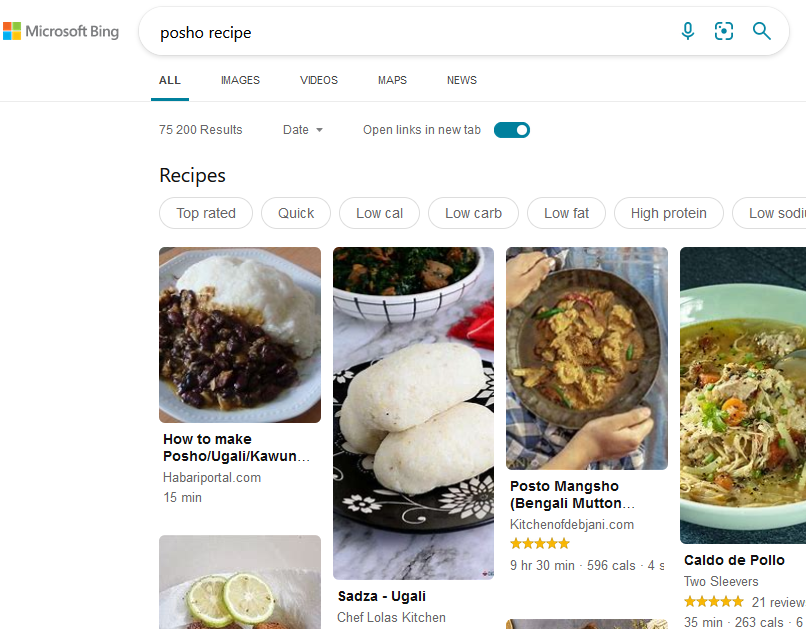 Microsoft Bing
posho recipe
ALL IMAGES VIDEOS MAPS NEWS
75 200 Results Date Open links in new tab
Recipes
Top rated Quick Low cal Low carb Low fat High protein Low sodiu
How to make
Posho/Ugali/Kawun...
Habariportal.com
15 min
Sadza - Ugali
Chef Lolas Kitchen
Posto Mangsho
(Bengali Mutton...
Kitchenofdebjani.com
9 hr 30 min · 596 cals · 4 s
Caldo de Pollo
Two Sleevers
21 review
35 min · 263 cals · 6